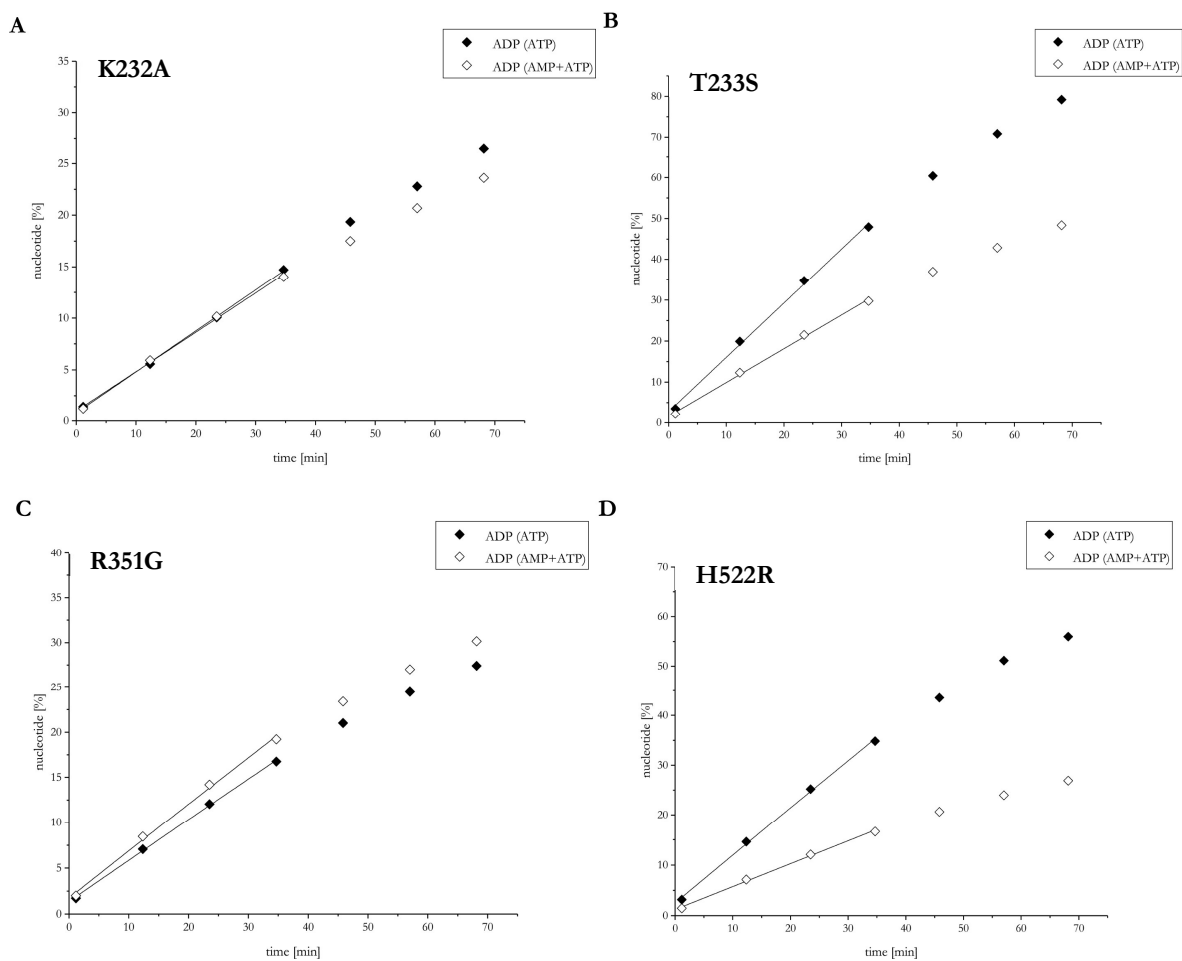 A
ADP (ATP)
ADP (AMP+ATP)
K232A
35
30
25
20
15
10
5
0
nucleotide [%]
0 10 20 30 40 50 60 70
time [min]
B
ADP (ATP)
ADP (AMP+ATP)
T233S
80
70
60
50
40
30
20
10
0
nucleotide [%]
0 10 20 30 40 50 60 70
time [min]
C
ADP (ATP)
ADP (AMP+ATP)
R351G
40
35
30
25
20
15
10
5
0
nucleotide [%]
0 10 20 30 40 50 60 70
time [min]
D
ADP (ATP)
ADP (AMP+ATP)
H522R
70
60
50
40
30
20
10
0
nucleotide [%]
0 10 20 30 40 50 60 70
time [min]